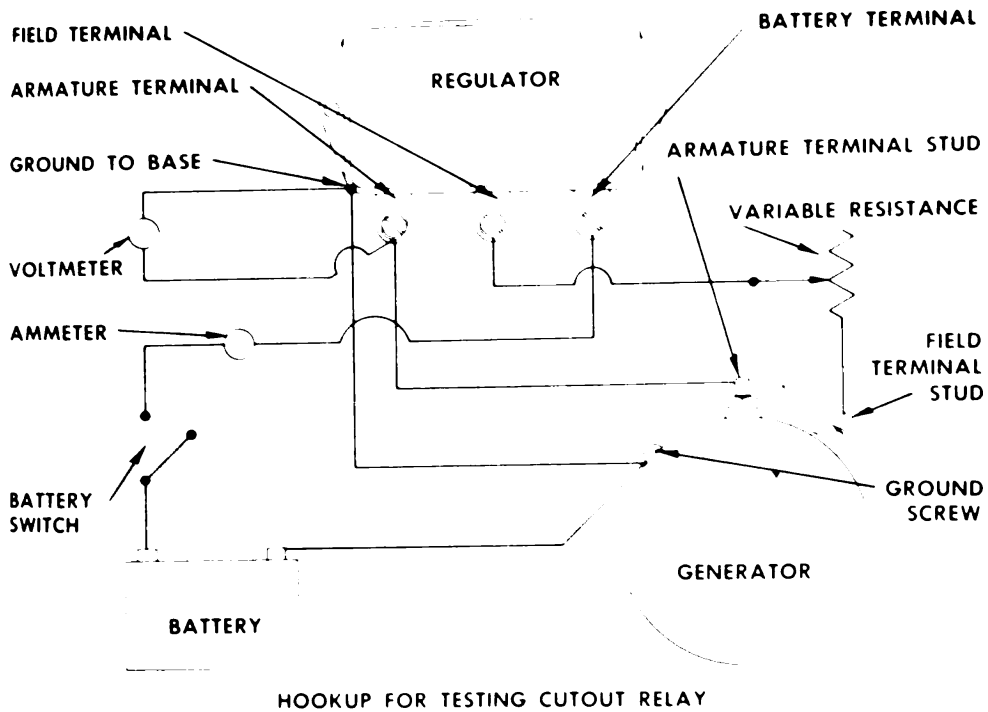 FIELD TERMINAL
BATTERY TERMINAL
REGULATOR
ARMATURE TERMINAL
ARMATURE TERMINAL STUD
GROUND TO BASE
VARIABLE RESISTANCE
VOLTMETER
AMMETER
FIELD
TERMINAL
STUD
BATTERY
SWITCH
GROUND
SCREW
GENERATOR
BATTERY
HOOKUP FOR TESTING CUTOUT RELAY